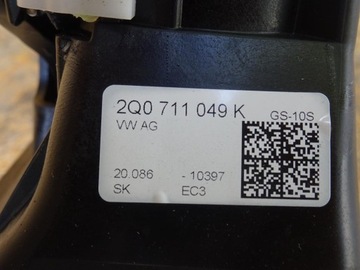 2Q0 711 049 K
VW AG GS-10S
20.086 - 10397
SK EC3